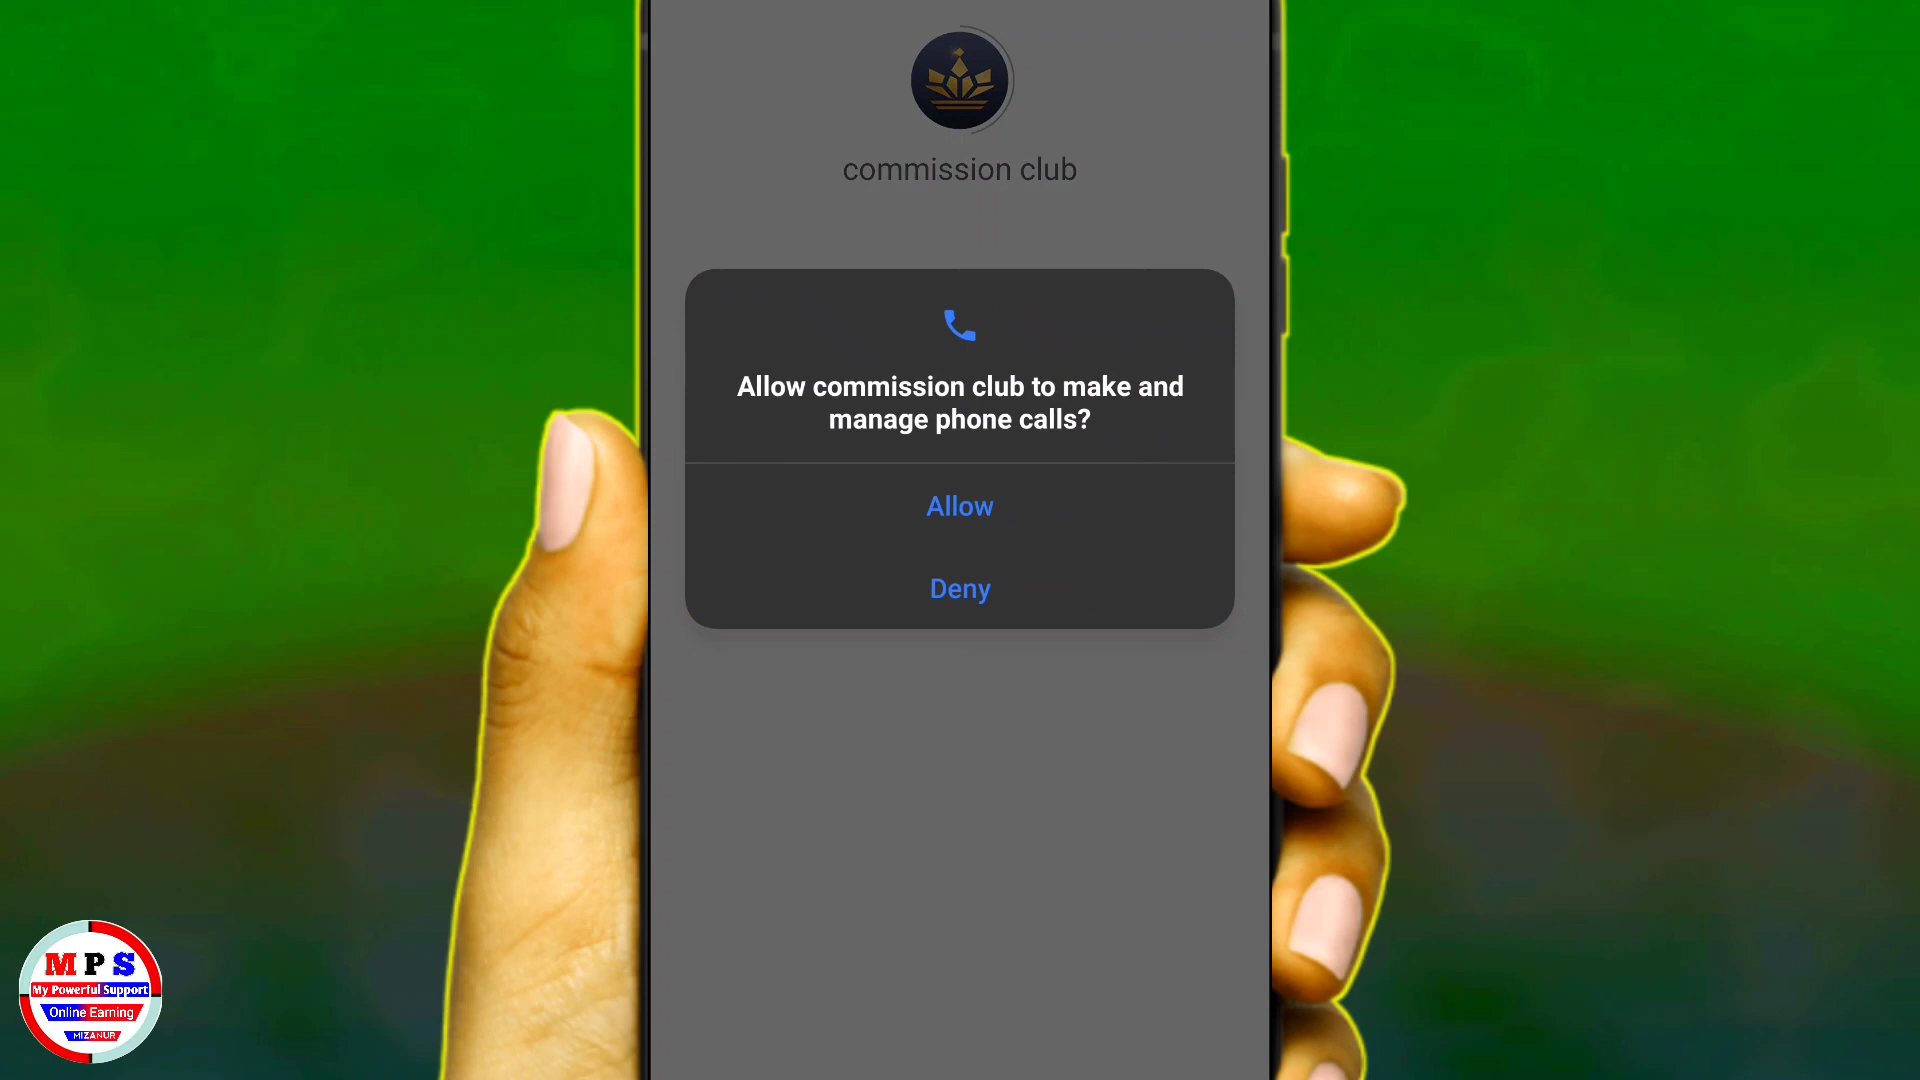 commission club
Allow commission club to make and
manage phone calls?
Allow
Deny
M P S
My Powerful Support
Online Earning
MIZANUR